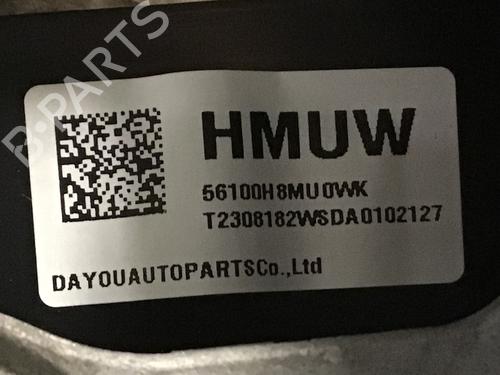 B-PARTS
HMUW
56100H8MU0WK
T2308182WSDA0102127
DAYOUAUTOPARTSCo.,Ltd